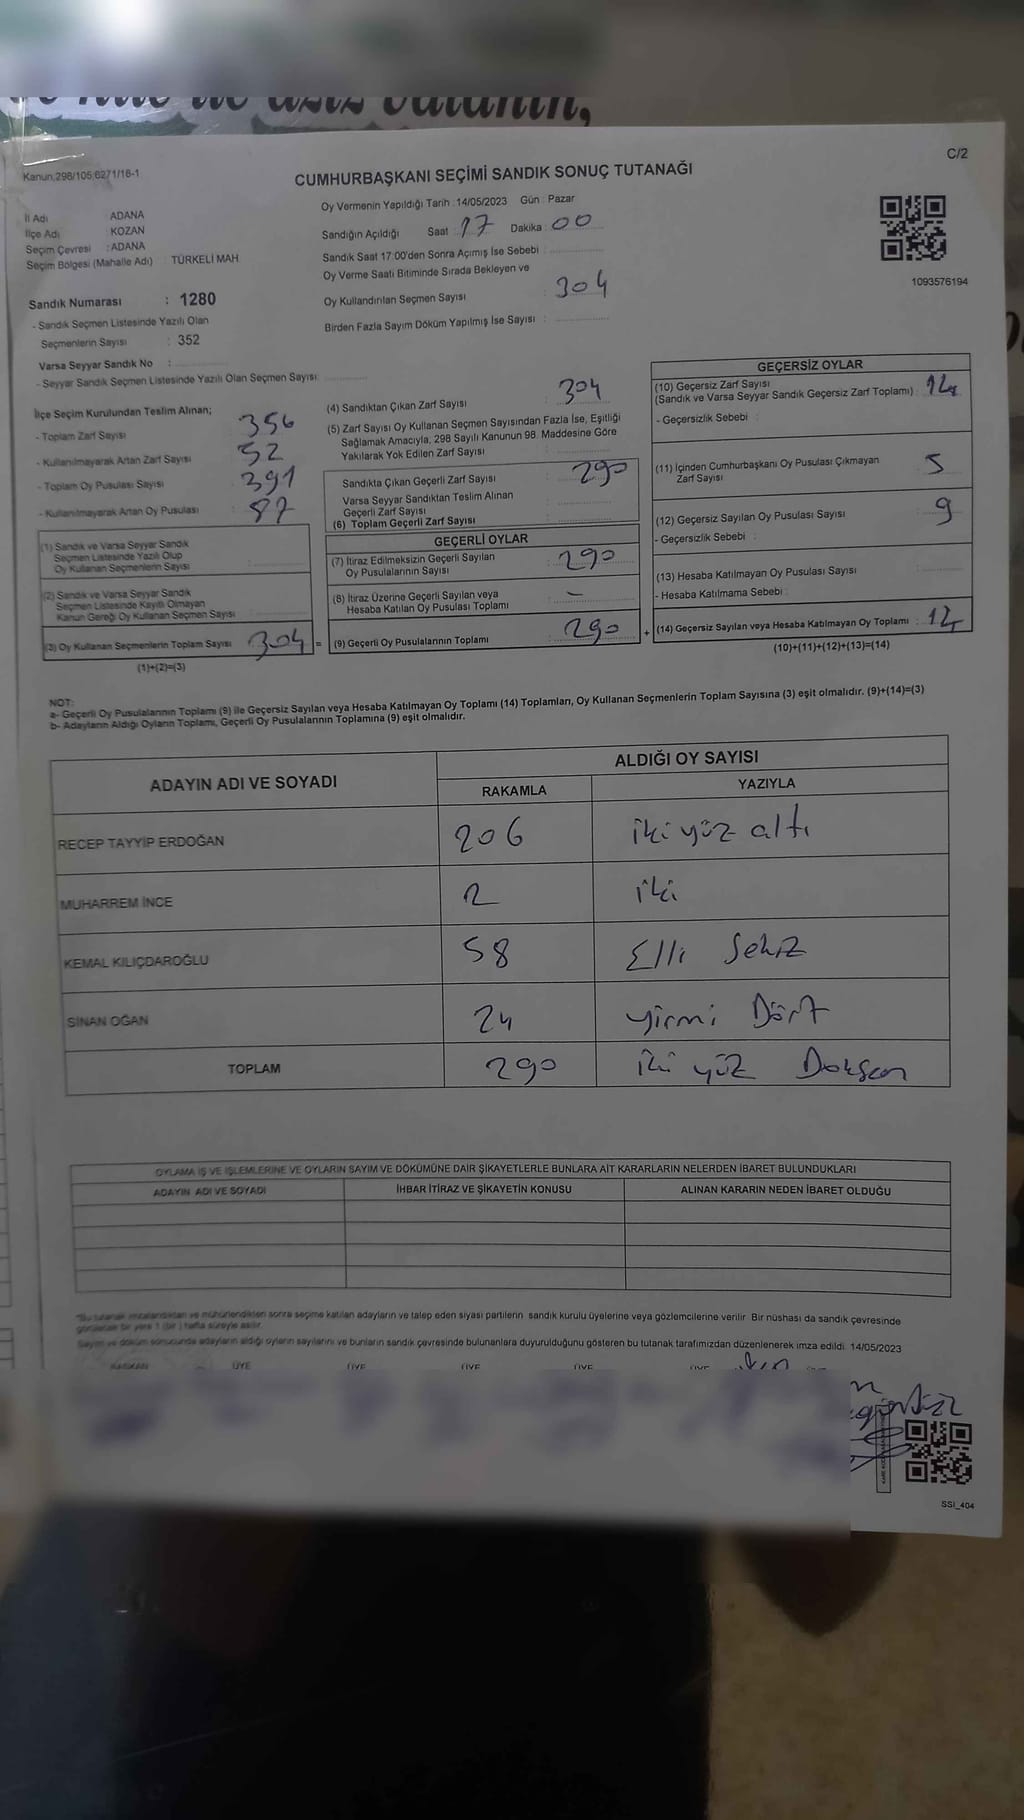 aziz vatanın,
C/2
Kanun:298/105,6271/16-1
CUMHURBAŞKANI SEÇİMİ SANDIK SONUÇ TUTANAĞI
İl Adı : ADANA
İlçe Adı : KOZAN
Seçim Çevresi : ADANA
Seçim Bölgesi (Mahalle Adı) : TÜRKELİ MAH
Sandık Numarası : 1280
- Sandık Seçmen Listesinde Yazılı Olan
Seçmenlerin Sayısı : 352
Varsa Seyyar Sandık No :
- Seyyar Sandık Seçmen Listesinde Yazılı Olan Seçmen Sayısı:
Oy Vermenin Yapıldığı Tarih :14/05/2023 Gün : Pazar
Sandığın Açıldığı Saat : 17 Dakika : 00
Sandık Saat 17:00'den Sonra Açımış İse Sebebi :
Oy Verme Saati Bitiminde Sırada Bekleyen ve
Oy Kullandırılan Seçmen Sayısı : 304
Birden Fazla Sayım Döküm Yapılmış İse Sayısı :
1093576194
İlçe Seçim Kurulundan Teslim Alınan;
- Toplam Zarf Sayısı : 356
- Kullanılmayarak Artan Zarf Sayısı : 52
- Toplam Oy Pusulası Sayısı : 391
- Kullanılmayarak Artan Oy Pusulası : 87
(1) Sandık ve Varsa Seyyar Sandık
Seçmen Listesinde Yazılı Olup
Oy Kullanan Seçmenlerin Sayısı :
(2) Sandık ve Varsa Seyyar Sandık
Seçmen Listesinde Kayıtlı Olmayan
Kanun Gereği Oy Kullanan Seçmen Sayısı :
(3) Oy Kullanan Seçmenlerin Toplam Sayısı : 304 =
(1)+(2)=(3)
(4) Sandıktan Çıkan Zarf Sayısı : 304
(5) Zarf Sayısı Oy Kullanan Seçmen Sayısından Fazla İse, Eşitliği
Sağlamak Amacıyla, 298 Sayılı Kanunun 98. Maddesine Göre
Yakılarak Yok Edilen Zarf Sayısı :
Sandıkta Çıkan Geçerli Zarf Sayısı : 290
Varsa Seyyar Sandıktan Teslim Alınan
Geçerli Zarf Sayısı :
(6) Toplam Geçerli Zarf Sayısı :
GEÇERLİ OYLAR
(7) İtiraz Edilmeksizin Geçerli Sayılan
Oy Pusulalarının Sayısı : 290
(8) İtiraz Üzerine Geçerli Sayılan veya
Hesaba Katılan Oy Pusulası Toplamı : -
(9) Geçerli Oy Pusulalarının Toplamı : 290 +
GEÇERSİZ OYLAR
(10) Geçersiz Zarf Sayısı
(Sandık ve Varsa Seyyar Sandık Geçersiz Zarf Toplamı) : 14
- Geçersizlik Sebebi :
(11) İçinden Cumhurbaşkanı Oy Pusulası Çıkmayan
Zarf Sayısı : 5
(12) Geçersiz Sayılan Oy Pusulası Sayısı : 9
- Geçersizlik Sebebi :
(13) Hesaba Katılmayan Oy Pusulası Sayısı :
- Hesaba Katılmama Sebebi :
(14) Geçersiz Sayılan veya Hesaba Katılmayan Oy Toplamı : 14
(10)+(11)+(12)+(13)=(14)
NOT:
a- Geçerli Oy Pusulalarının Toplamı (9) ile Geçersiz Sayılan veya Hesaba Katılmayan Oy Toplamı (14) Toplamları, Oy Kullanan Seçmenlerin Toplam Sayısına (3) eşit olmalıdır. (9)+(14)=(3)
b- Adayların Aldığı Oyların Toplamı, Geçerli Oy Pusulalarının Toplamına (9) eşit olmalıdır.
ADAYIN ADI VE SOYADI
ALDIĞI OY SAYISI
RAKAMLA YAZIYLA
RECEP TAYYİP ERDOĞAN 206 iki yüz altı
MUHARREM İNCE 2 iki
KEMAL KILIÇDAROĞLU 58 Elli Sekiz
SİNAN OĞAN 24 yirmi Dört
TOPLAM 290 iki yüz Doksan
OYLAMA İŞ VE İŞLEMLERİNE VE OYLARIN SAYIM VE DÖKÜMÜNE DAİR ŞİKAYETLERLE BUNLARA AİT KARARLARIN NELERDEN İBARET BULUNDUKLARI
ADAYIN ADI VE SOYADI İHBAR İTİRAZ VE ŞİKAYETİN KONUSU ALINAN KARARIN NEDEN İBARET OLDUĞU
*Bu tutanak imzalandıktan ve mühürlendikten sonra seçime katılan adayların ve talep eden siyasi partilerin sandık kurulu üyelerine veya gözlemcilerine verilir. Bir nüshası da sandık çevresinde
görülecek bir yere 1 (bir) hafta süreyle asılır.
Sayım ve döküm sonucunda adayların aldığı oyların sayılarını ve bunların sandık çevresinde bulunanlara duyurulduğunu gösteren bu tutanak tarafımızdan düzenlenerek imza edildi. 14/05/2023
BAŞKAN ÜYE ÜYE ÜYE ÜYE ÜYE
SSI_404